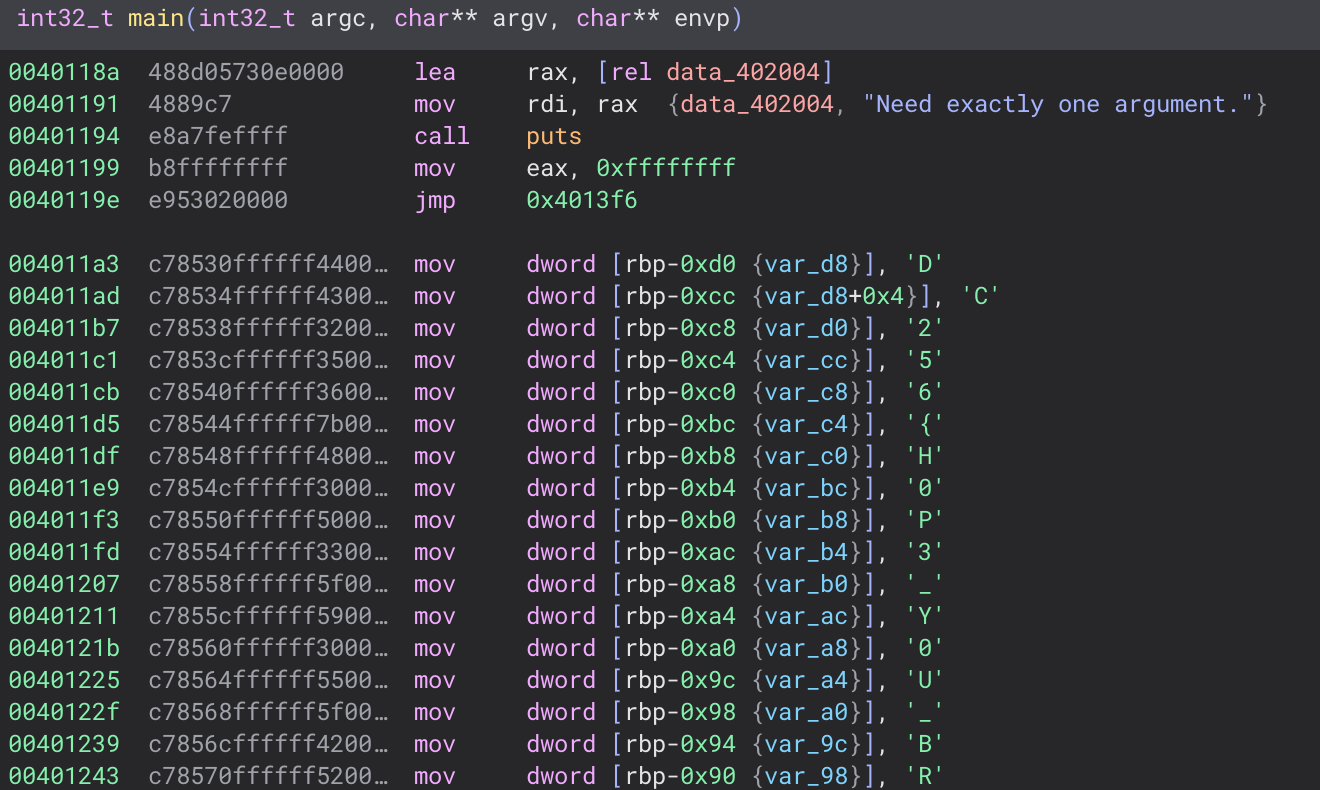 int32_t main(int32_t argc, char** argv, char** envp)
0040118a 488d05730e0000 lea rax, [rel data_402004]
00401191 4889c7 mov rdi, rax {data_402004, "Need exactly one argument."}
00401194 e8a7feffff call puts
00401199 b8ffffffff mov eax, 0xffffffff
0040119e e953020000 jmp 0x4013f6
004011a3 c78530ffffff4400… mov dword [rbp-0xd0 {var_d8}], 'D'
004011ad c78534ffffff4300… mov dword [rbp-0xcc {var_d8+0x4}], 'C'
004011b7 c78538ffffff3200… mov dword [rbp-0xc8 {var_d0}], '2'
004011c1 c7853cffffff3500… mov dword [rbp-0xc4 {var_cc}], '5'
004011cb c78540ffffff3600… mov dword [rbp-0xc0 {var_c8}], '6'
004011d5 c78544ffffff7b00… mov dword [rbp-0xbc {var_c4}], '{'
004011df c78548ffffff4800… mov dword [rbp-0xb8 {var_c0}], 'H'
004011e9 c7854cffffff3000… mov dword [rbp-0xb4 {var_bc}], '0'
004011f3 c78550ffffff5000… mov dword [rbp-0xb0 {var_b8}], 'P'
004011fd c78554ffffff3300… mov dword [rbp-0xac {var_b4}], '3'
00401207 c78558ffffff5f00… mov dword [rbp-0xa8 {var_b0}], '_'
00401211 c7855cffffff5900… mov dword [rbp-0xa4 {var_ac}], 'Y'
0040121b c78560ffffff3000… mov dword [rbp-0xa0 {var_a8}], '0'
00401225 c78564ffffff5500… mov dword [rbp-0x9c {var_a4}], 'U'
0040122f c78568ffffff5f00… mov dword [rbp-0x98 {var_a0}], '_'
00401239 c7856cffffff4200… mov dword [rbp-0x94 {var_9c}], 'B'
00401243 c78570ffffff5200… mov dword [rbp-0x90 {var_98}], 'R'